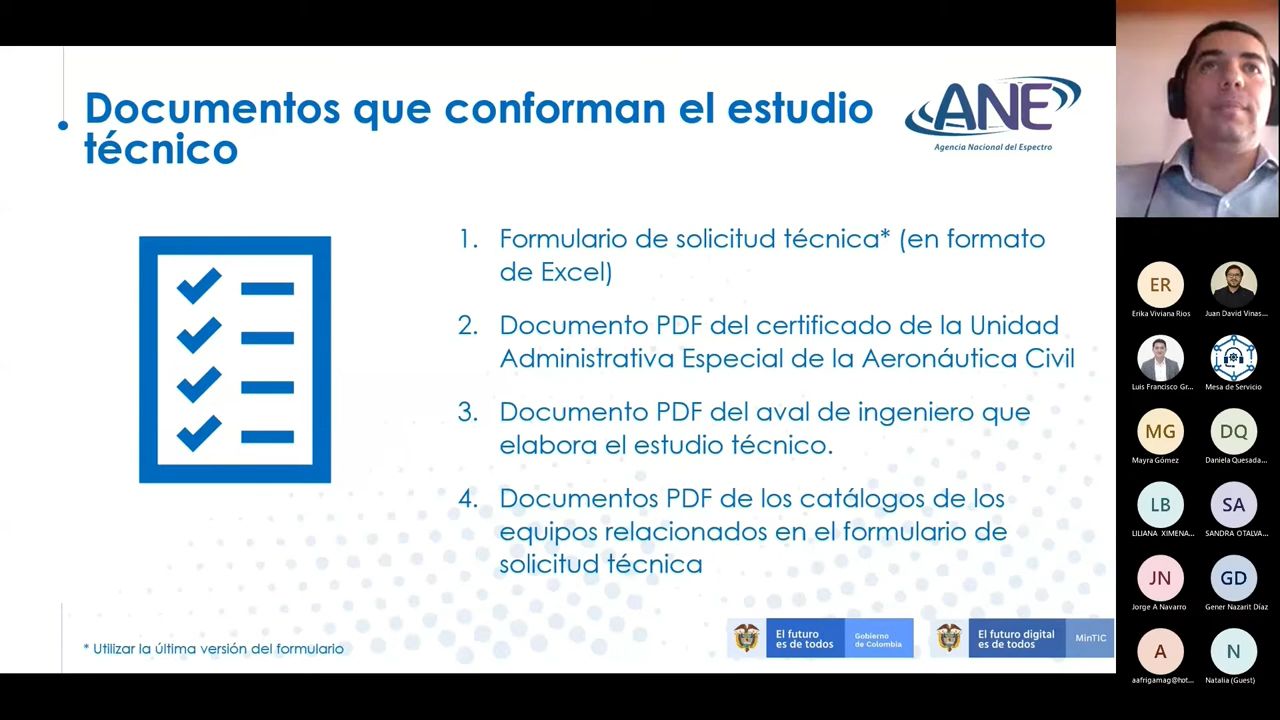 Documentos que conforman el estudio
técnico
ANE
Agencia Nacional del Espectro
1. Formulario de solicitud técnica* (en formato
de Excel)
2. Documento PDF del certificado de la Unidad
Administrativa Especial de la Aeronáutica Civil
3. Documento PDF del aval de ingeniero que
elabora el estudio técnico.
4. Documentos PDF de los catálogos de los
equipos relacionados en el formulario de
solicitud técnica
* Utilizar la última versión del formulario
El futuro
es de todos
Gobierno
de Colombia
El futuro digital
es de todos
MinTIC
ER
Erika Viviana Rios
Juan David Vinas...
Luis Francisco Gr...
Mesa de Servicio
MG
Mayra Gómez
DQ
Daniela Quesada...
LB
LILIANA XIMENA...
SA
SANDRA OTALVA...
JN
Jorge A Navarro
GD
Gener Nazarit Díaz
A
aafrigamag@hot...
N
Natalia (Guest)